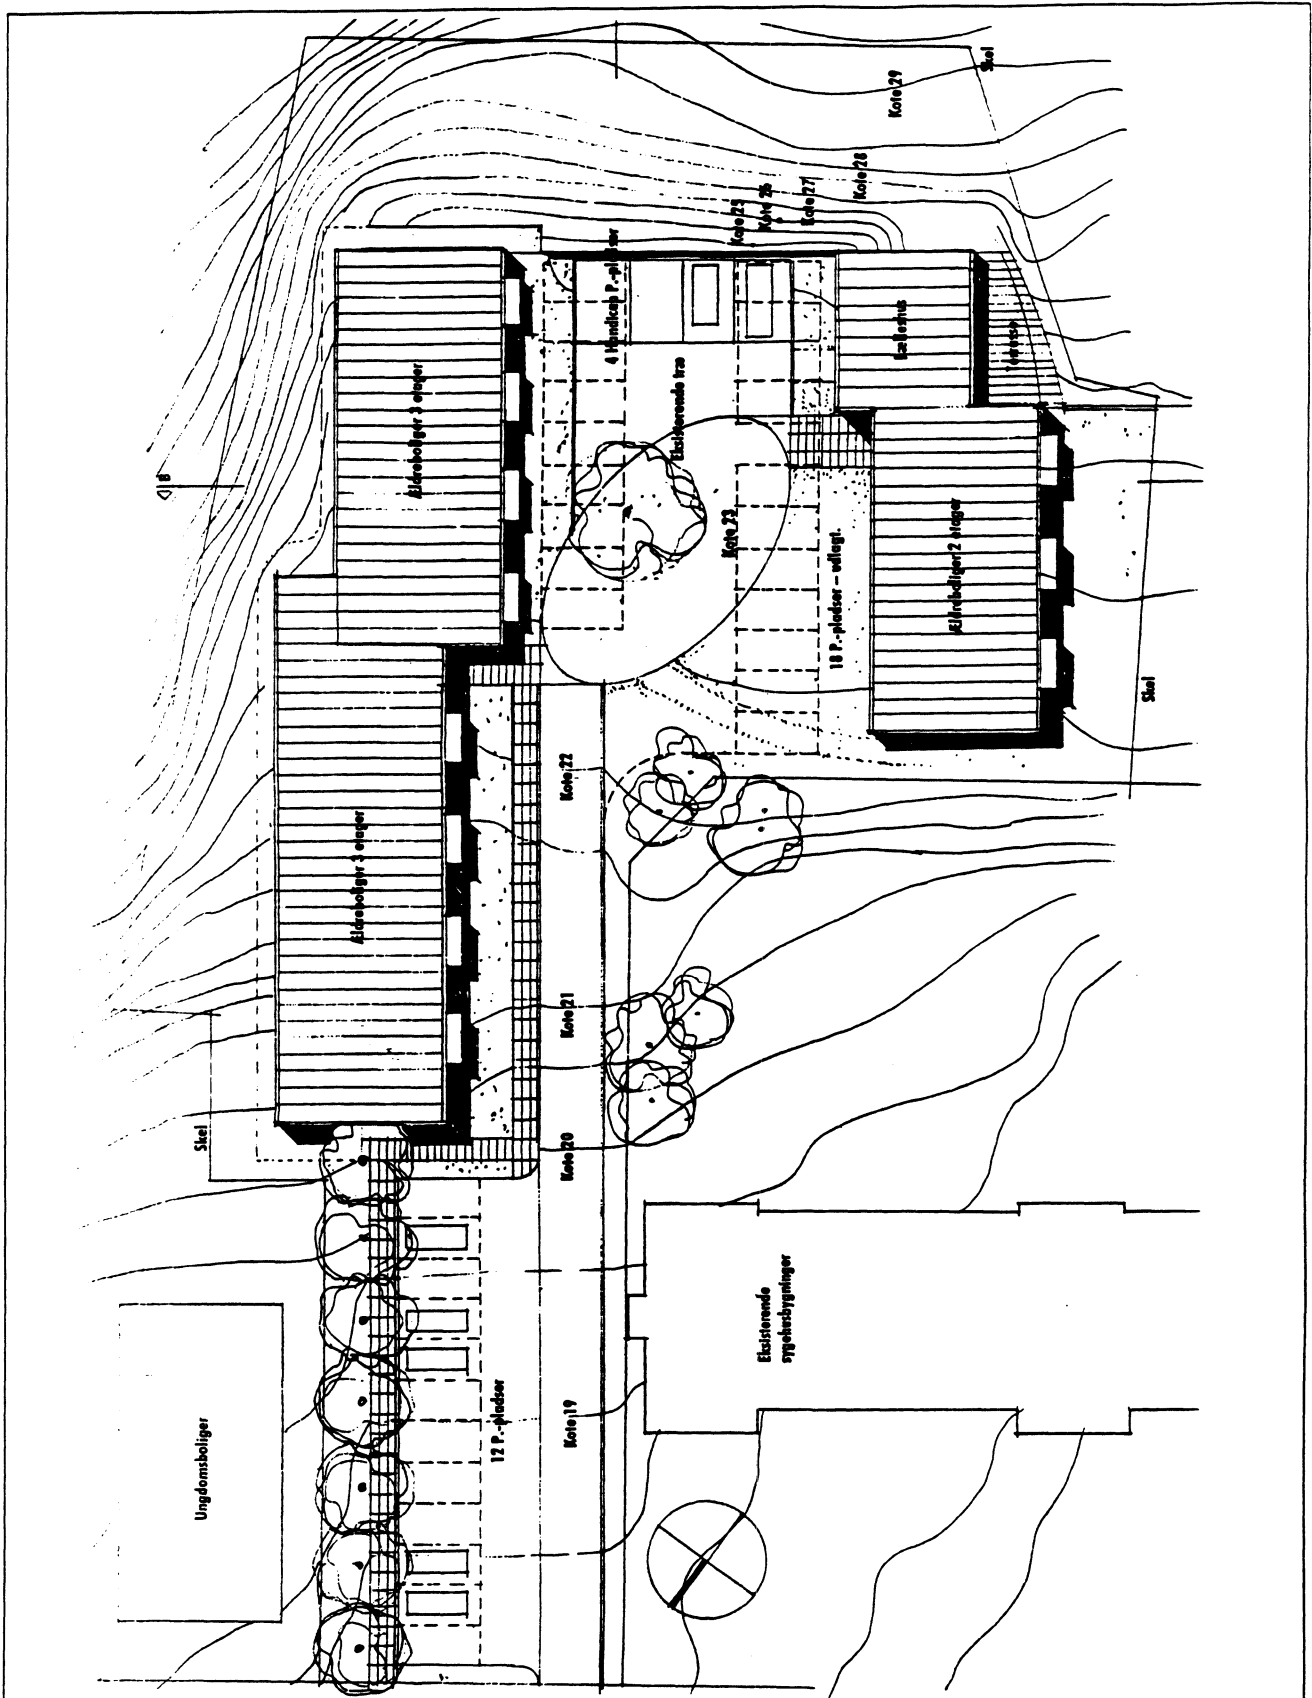 Skel
Kote 29
Kote 28
Kote 27
Kote 26
Kote 25
4 Handicap P.-pladser
Fælleshus
Terrasse
Eksisterende træ
Ældreboliger 3 etager
B
Kote 23
18 P.-pladser – udlagt.
Ældreboliger 2 etager
Skel
Kote 22
Ældreboliger 3 etager
Kote 21
Skel
Kote 20
Eksisterende
sygehusbygninger
Kote 19
12 P.-pladser
Ungdomsboliger